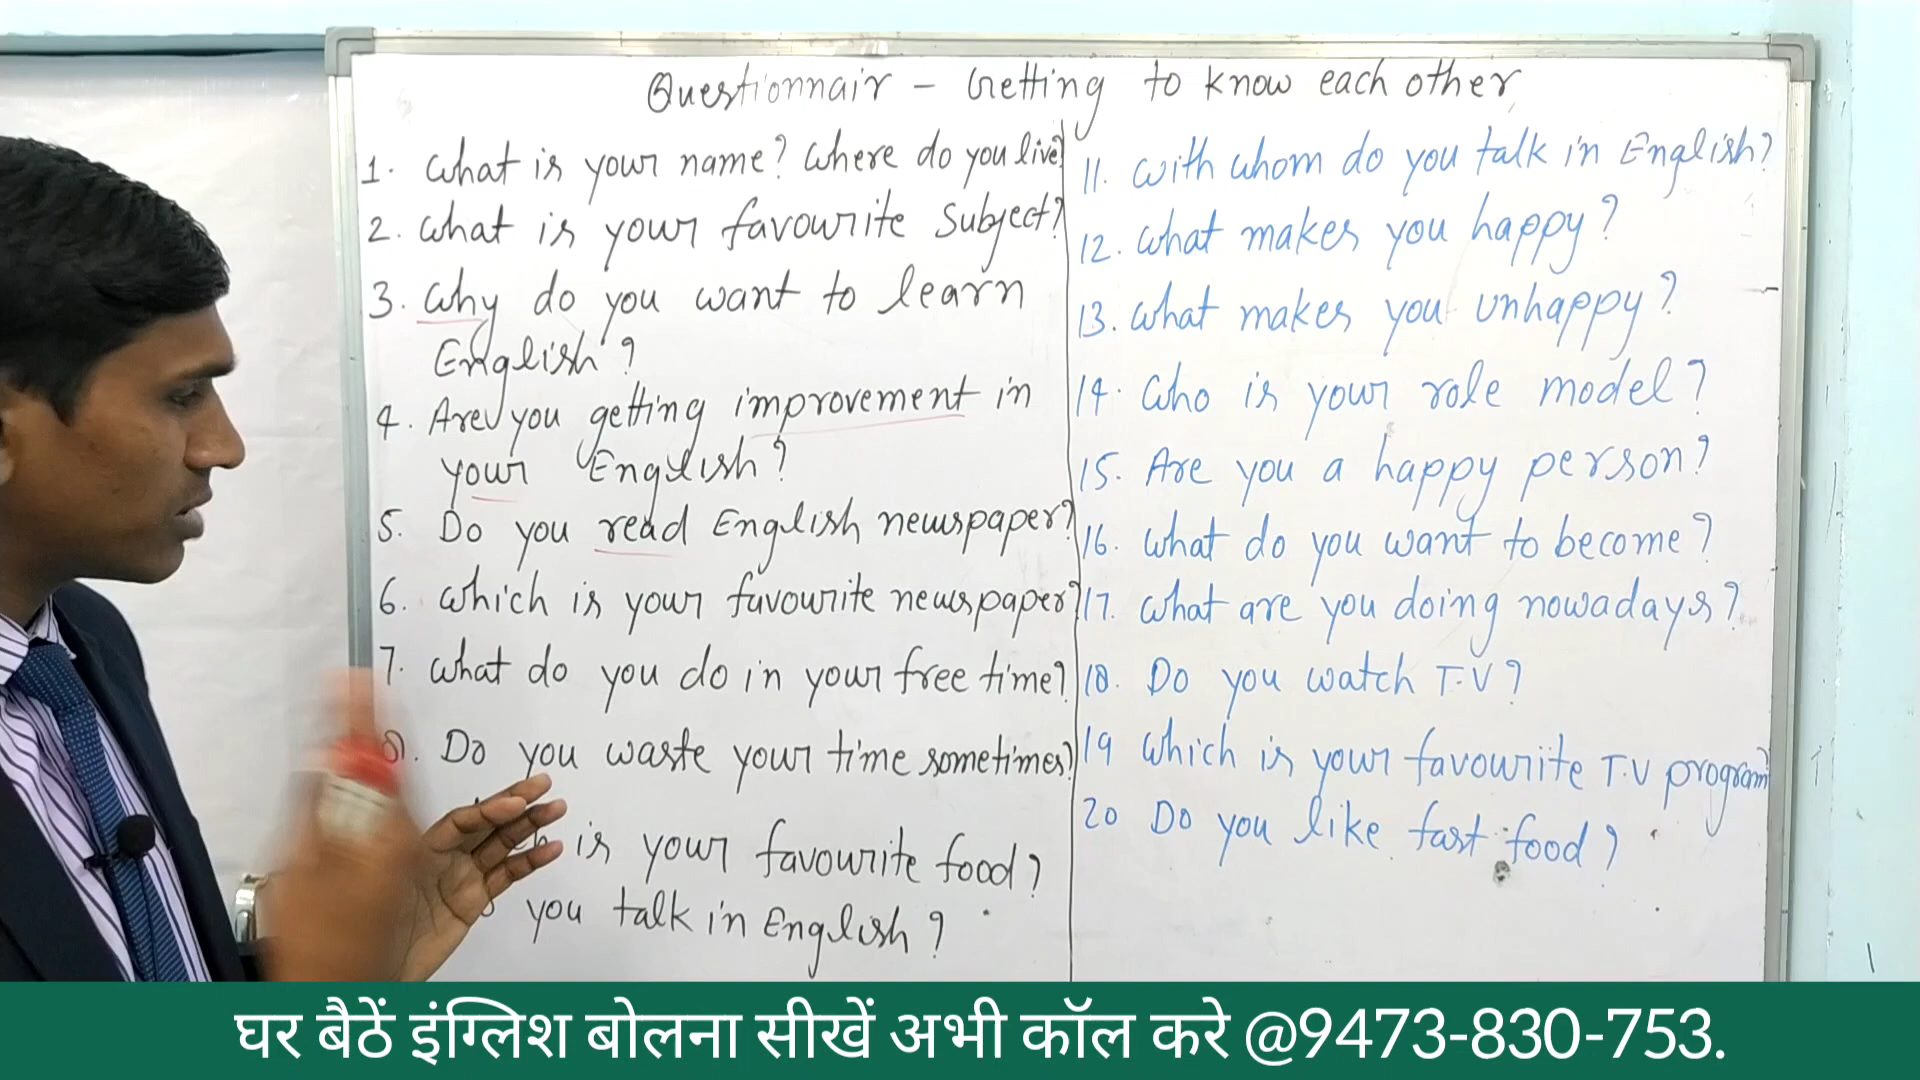 Questionnair - Getting to know each other
1. What is your name? Where do you live?
2. What is your favourite Subject?
3. Why do you want to learn
English?
4. Are you getting improvement in
your English?
5. Do you read English newspaper?
6. Which is your favourite newspaper?
7. What do you do in your free time?
8. Do you waste your time sometimes?
is your favourite food?
you talk in English?
11. With whom do you talk in English?
12. What makes you happy?
13. What makes you unhappy?
14. Who is your role model?
15. Are you a happy person?
16. What do you want to become?
17. What are you doing nowadays?
18. Do you watch T.V?
19 Which is your favouriite T.V program?
20 Do you like fast food?
घर बैठें इंग्लिश बोलना सीखें अभी कॉल करे @9473-830-753.